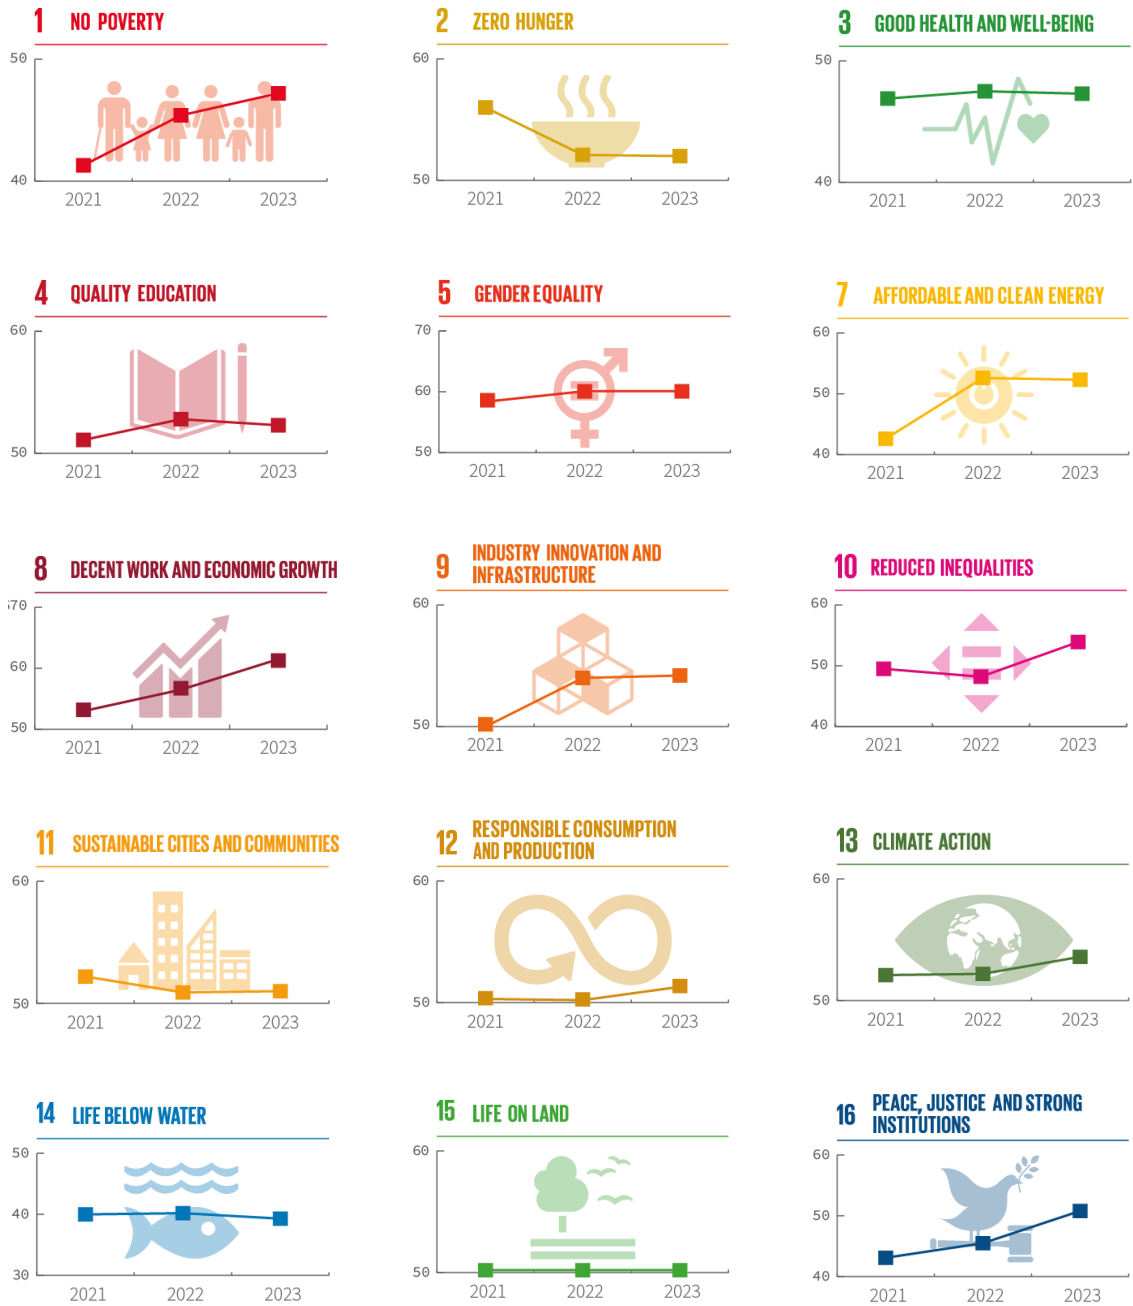 1 NO POVERTY
50
40
2021 2022 2023
2 ZERO HUNGER
60
50
2021 2022 2023
3 GOOD HEALTH AND WELL-BEING
50
40
2021 2022 2023
4 QUALITY EDUCATION
60
50
2021 2022 2023
5 GENDER EQUALITY
70
60
50
2021 2022 2023
7 AFFORDABLE AND CLEAN ENERGY
60
50
40
2021 2022 2023
8 DECENT WORK AND ECONOMIC GROWTH
70
60
50
2021 2022 2023
9 INDUSTRY INNOVATION AND
INFRASTRUCTURE
60
50
2021 2022 2023
10 REDUCED INEQUALITIES
60
50
40
2021 2022 2023
11 SUSTAINABLE CITIES AND COMMUNITIES
60
50
2021 2022 2023
12 RESPONSIBLE CONSUMPTION
AND PRODUCTION
60
50
2021 2022 2023
13 CLIMATE ACTION
60
50
2021 2022 2023
14 LIFE BELOW WATER
50
40
30
2021 2022 2023
15 LIFE ON LAND
60
50
2021 2022 2023
16 PEACE, JUSTICE AND STRONG
INSTITUTIONS
60
50
40
2021 2022 2023